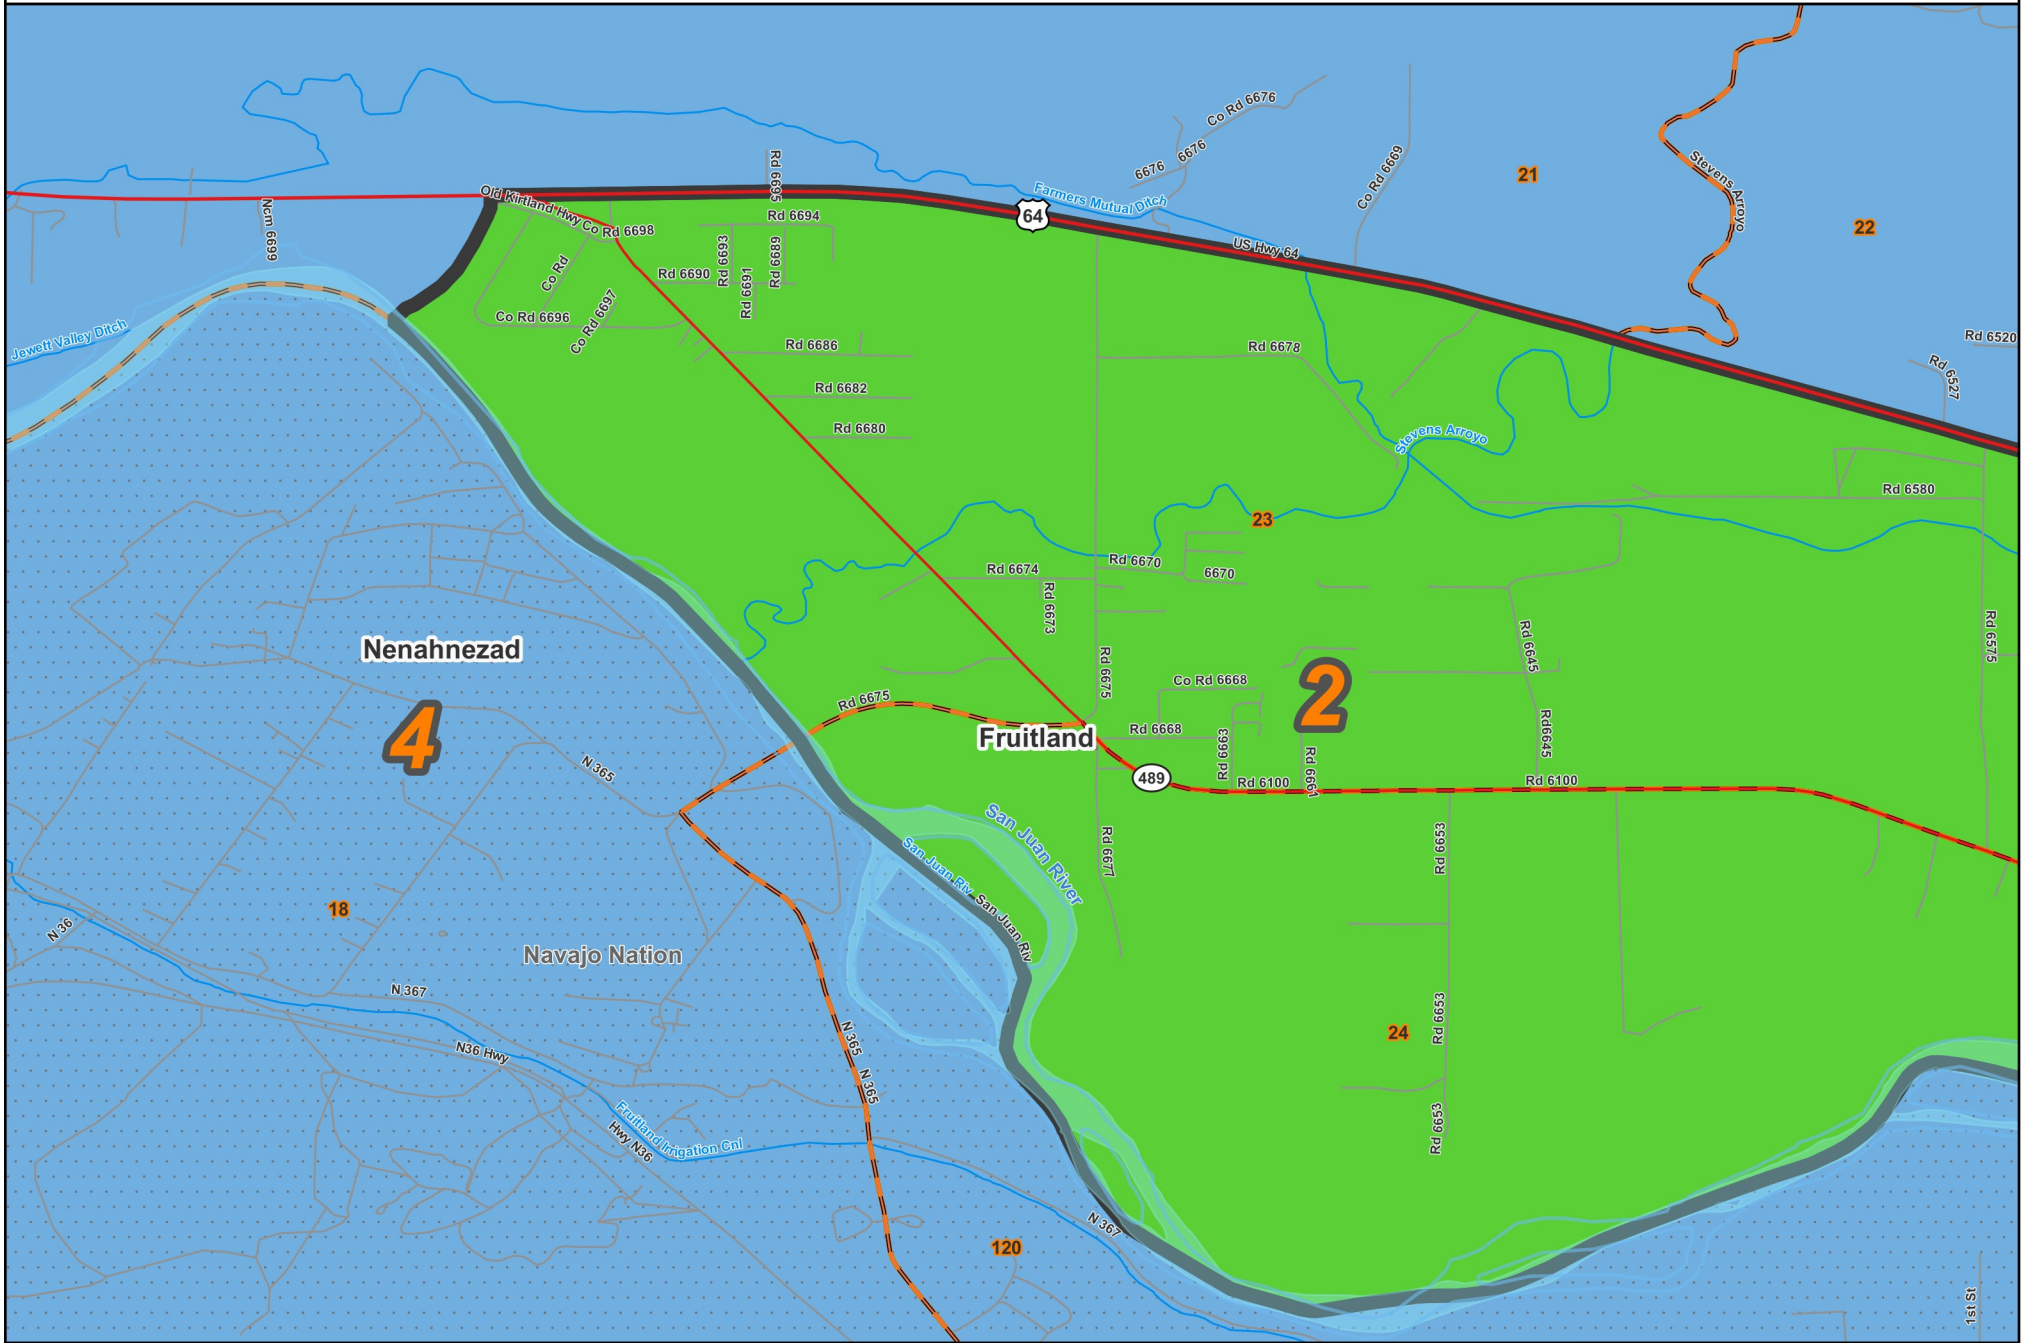 Rd 6695
Co Rd 6676
6676
6676
Co Rd 6669
21
Stevens Arroyo
22
Old Kirtland Hwy
Co Rd 6698
Ncm 6699
Farmers Mutual Ditch
64
US Hwy 64
Rd 6694
Rd 6693
Rd 6689
Rd 6690
Rd 6691
Co Rd
Co Rd 6696
Co Rd 6697
Jewett Valley Ditch
Rd 6520
Rd 6527
Rd 6686
Rd 6678
Rd 6682
Rd 6680
Stevens Arroyo
Rd 6580
23
Rd 6670
6670
Rd 6674
Rd 6673
Rd 6645
Rd 6575
Nenahnezad
Rd 6675
Co Rd 6668
2
Rd 6675
4
Fruitland
Rd 6668
Rd 6663
Rd 6661
Rd6645
N 365
489
Rd 6100
Rd 6100
San Juan River
San Juan Riv
San Juan Riv
Rd 6677
Rd 6653
18
N 36
Navajo Nation
N 367
24
Rd 6653
N36 Hwy
N 365
N 365
Fruitland Irrigation Cnl
Hwy N36
Rd 6653
N 367
120
1st St